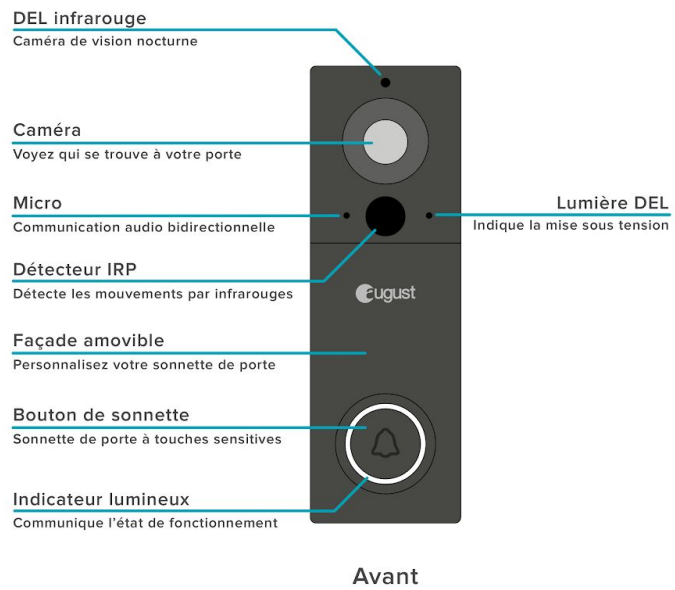 DEL infrarouge
Caméra de vision nocturne
Caméra
Voyez qui se trouve à votre porte
Micro
Communication audio bidirectionnelle
Lumière DEL
Indique la mise sous tension
Détecteur IRP
Détecte les mouvements par infrarouges
august
Façade amovible
Personnalisez votre sonnette de porte
Bouton de sonnette
Sonnette de porte à touches sensitives
Indicateur lumineux
Communique l'état de fonctionnement
Avant